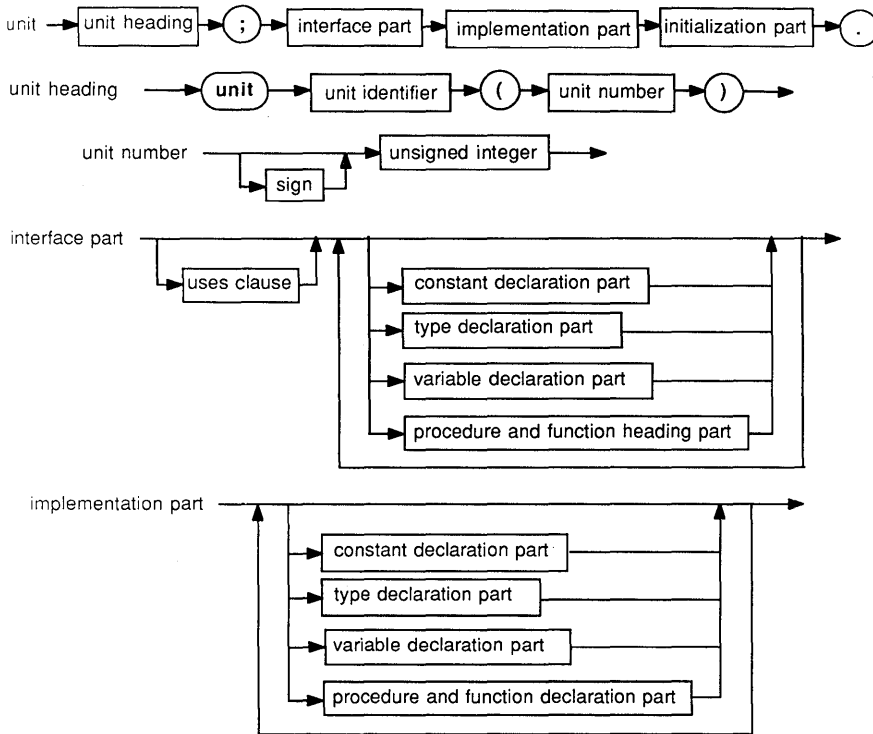 unit unit heading ; interface part implementation part initialization part .
unit heading unit unit identifier ( unit number )
unit number unsigned integer
sign
interface part
uses clause constant declaration part
type declaration part
variable declaration part
procedure and function heading part
implementation part
constant declaration part
type declaration part
variable declaration part
procedure and function declaration part